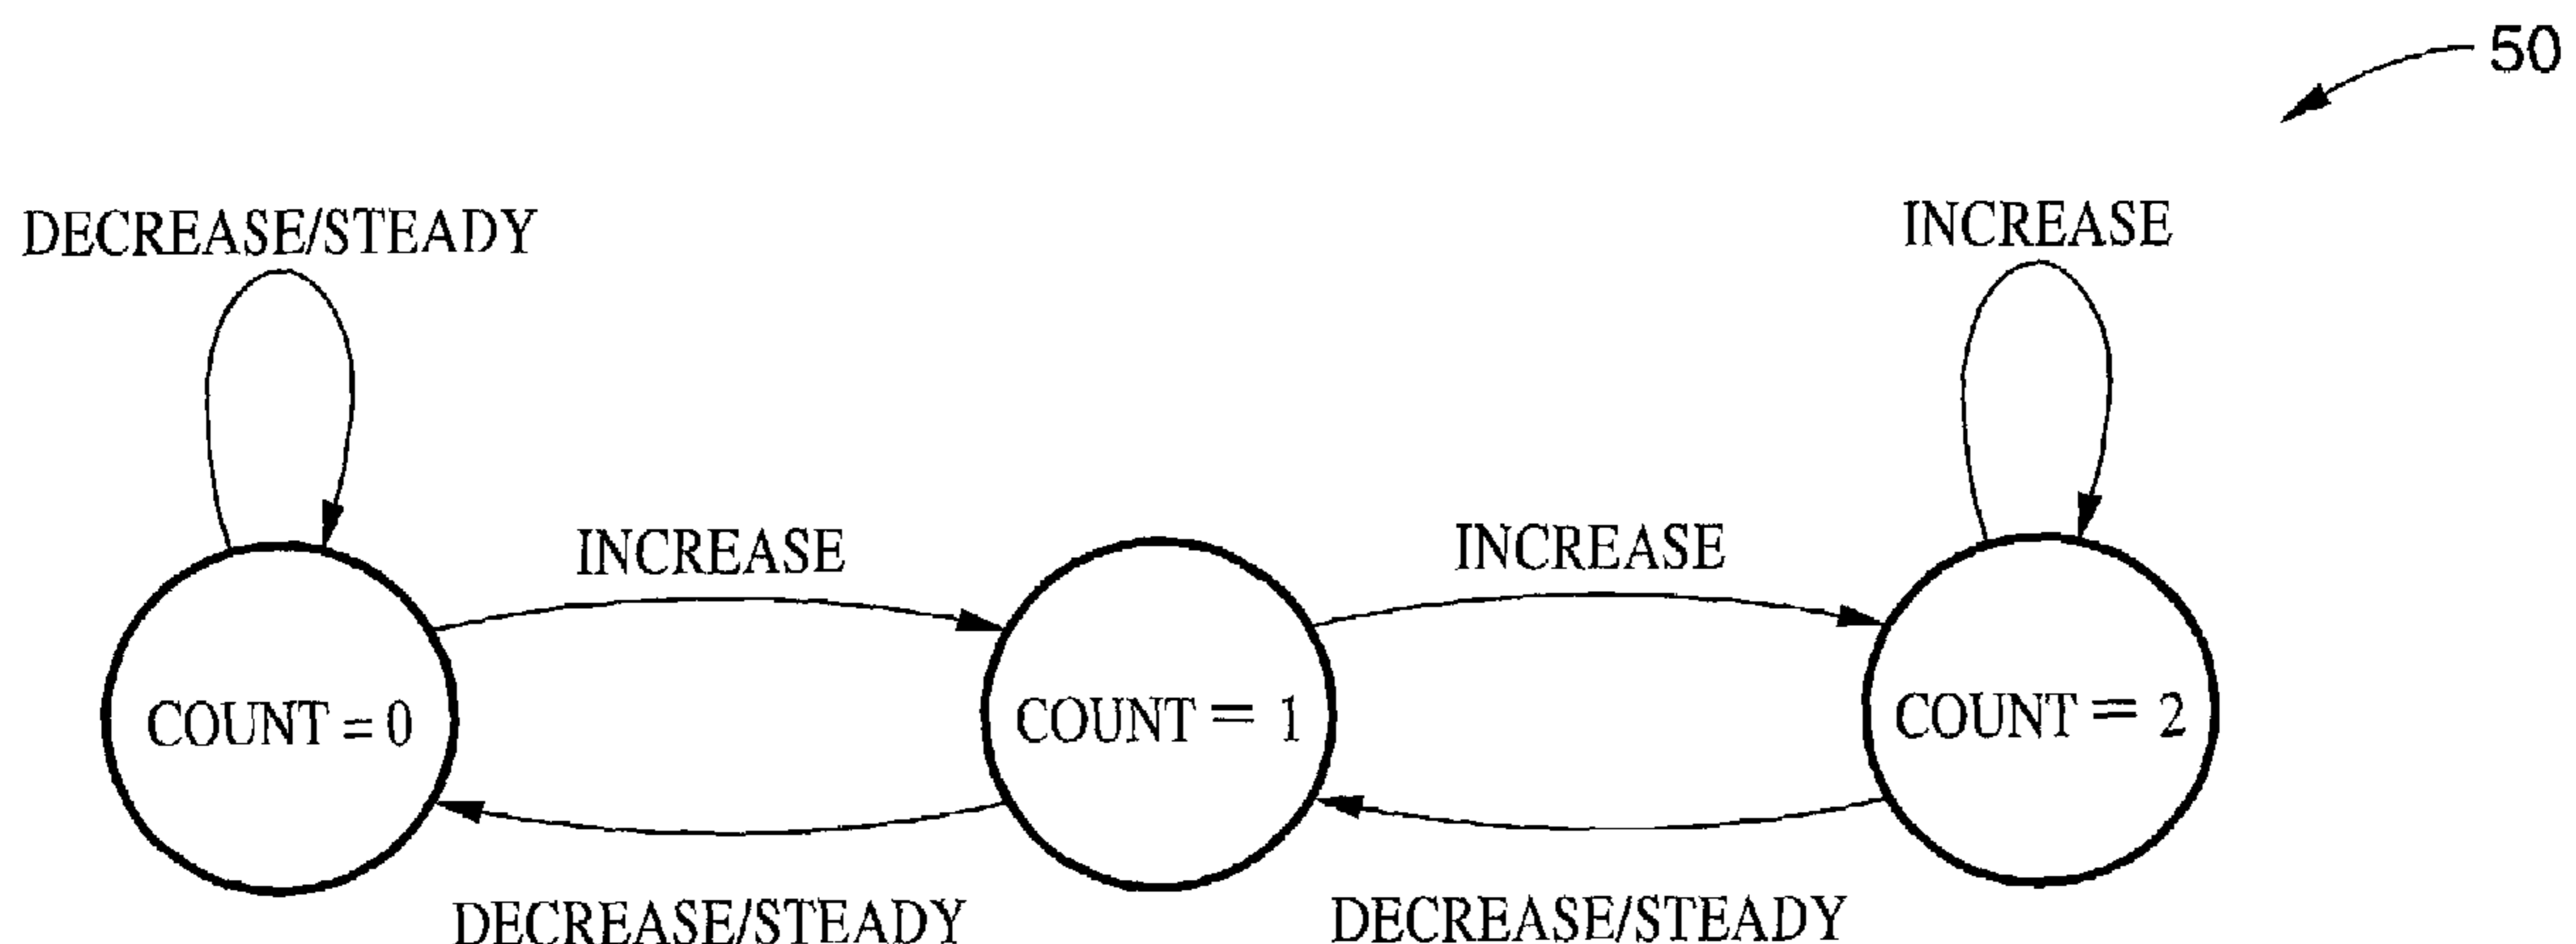 50
DECREASE/STEADY
INCREASE
INCREASE
INCREASE
COUNT = 0
COUNT = 1
COUNT = 2
DECREASE/STEADY
DECREASE/STEADY